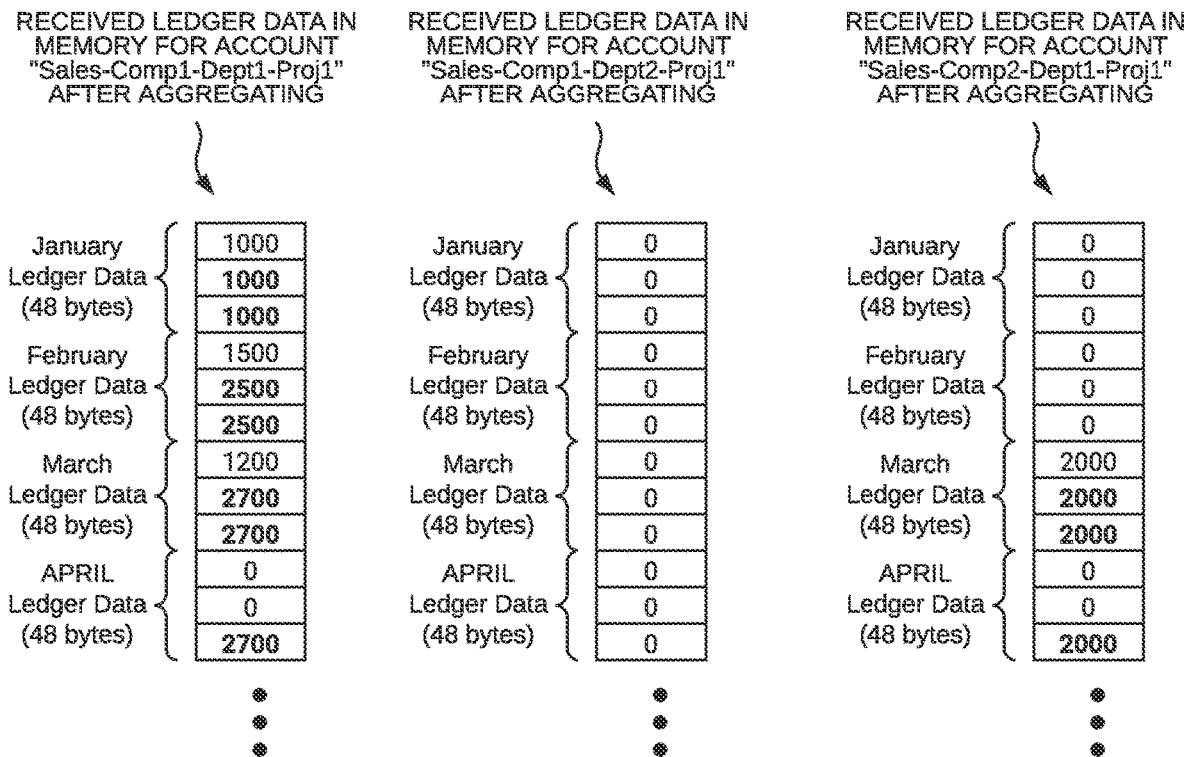 RECEIVED LEDGER DATA IN
MEMORY FOR ACCOUNT
"Sales-Comp1-Dept1-Proj1"
AFTER AGGREGATING
January
Ledger Data
(48 bytes)
1000
1000
1000
February
Ledger Data
(48 bytes)
1500
2500
2500
March
Ledger Data
(48 bytes)
1200
2700
2700
APRIL
Ledger Data
(48 bytes)
0
0
2700
RECEIVED LEDGER DATA IN
MEMORY FOR ACCOUNT
"Sales-Comp1-Dept2-Proj1"
AFTER AGGREGATING
January
Ledger Data
(48 bytes)
0
0
0
February
Ledger Data
(48 bytes)
0
0
0
March
Ledger Data
(48 bytes)
0
0
0
APRIL
Ledger Data
(48 bytes)
0
0
0
RECEIVED LEDGER DATA IN
MEMORY FOR ACCOUNT
"Sales-Comp2-Dept1-Proj1"
AFTER AGGREGATING
January
Ledger Data
(48 bytes)
0
0
0
February
Ledger Data
(48 bytes)
0
0
0
March
Ledger Data
(48 bytes)
2000
2000
2000
APRIL
Ledger Data
(48 bytes)
0
0
2000